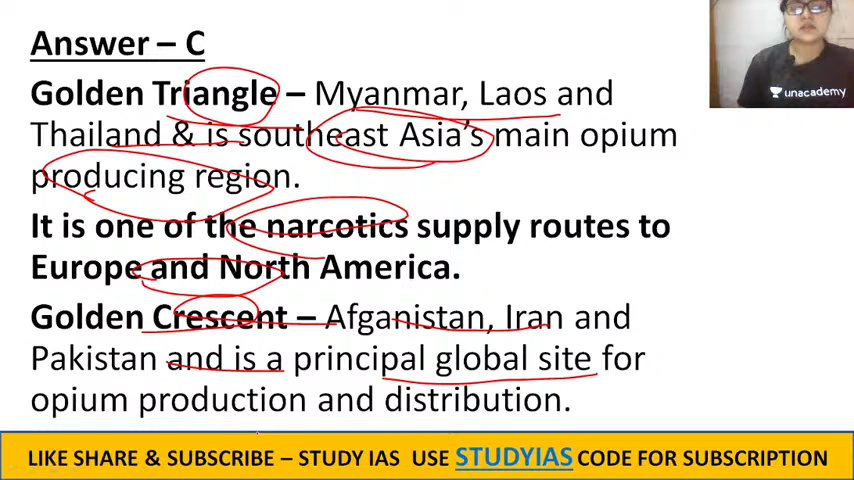 Answer – C
unacademy
Golden Triangle – Myanmar, Laos and
Thailand & is southeast Asia's main opium
producing region.
It is one of the narcotics supply routes to
Europe and North America.
Golden Crescent – Afganistan, Iran and
Pakistan and is a principal global site for
opium production and distribution.
LIKE SHARE & SUBSCRIBE – STUDY IAS USE STUDYIAS CODE FOR SUBSCRIPTION